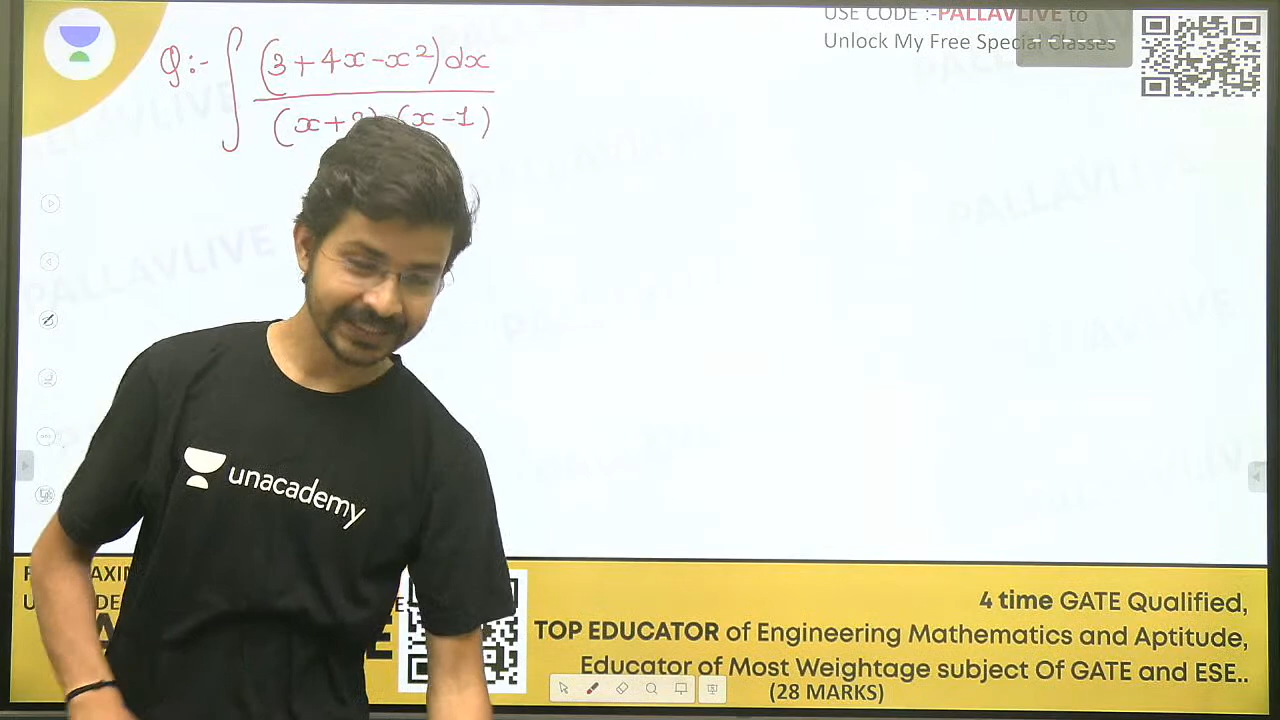 USE CODE :-PALLAVLIVE to
Unlock My Free Special Classes
Q:- ∫ (3+4x-x²)dx
(x+ (x-1)
unacademy
4 time GATE Qualified,
TOP EDUCATOR of Engineering Mathematics and Aptitude,
Educator of Most Weightage subject Of GATE and ESE..
(28 MARKS)